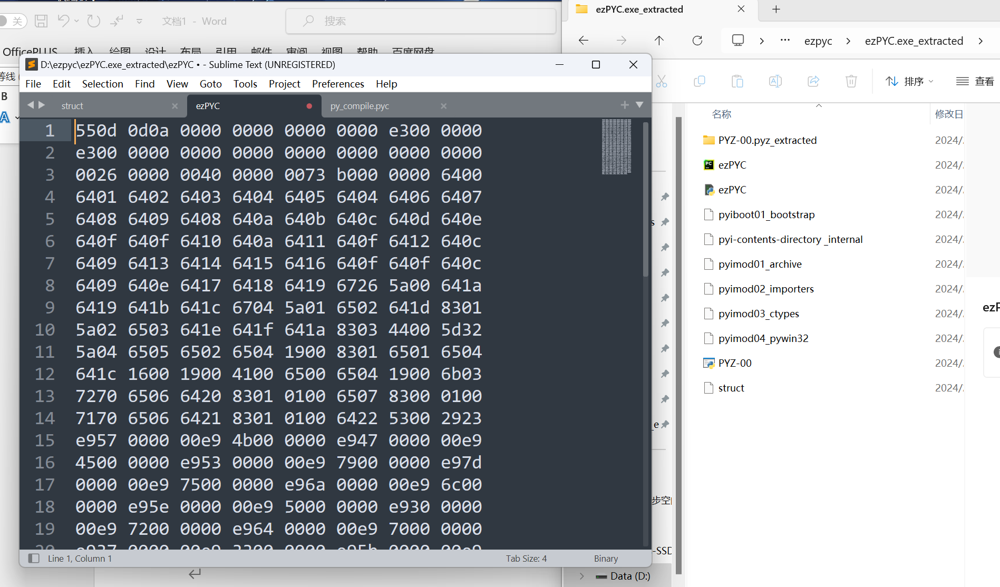 关
文档1 - Word
搜索
OfficePLUS 插入 绘图 设计 布局 引用 邮件 审阅 视图 帮助 百度网盘
等线
B
A
D:\ezpyc\ezPYC.exe_extracted\ezPYC • - Sublime Text (UNREGISTERED)
File Edit Selection Find View Goto Tools Project Preferences Help
struct
ezPYC
py_compile.pyc
1 550d 0d0a 0000 0000 0000 0000 e300 0000
2 e300 0000 0000 0000 0000 0000 0000 0000
3 0026 0000 0040 0000 0073 b000 0000 6400
4 6401 6402 6403 6404 6405 6404 6406 6407
5 6408 6409 6408 640a 640b 640c 640d 640e
6 640f 640f 6410 640a 6411 640f 6412 640c
7 6409 6413 6414 6415 6416 640f 640f 640c
8 6409 640e 6417 6418 6419 6726 5a00 641a
9 6419 641b 641c 6704 5a01 6502 641d 8301
10 5a02 6503 641e 641f 641a 8303 4400 5d32
11 5a04 6505 6502 6504 1900 8301 6501 6504
12 641c 1600 1900 4100 6500 6504 1900 6b03
13 7270 6506 6420 8301 0100 6507 8300 0100
14 7170 6506 6421 8301 0100 6422 5300 2923
15 e957 0000 00e9 4b00 0000 e947 0000 00e9
16 4500 0000 e953 0000 00e9 7900 0000 e97d
17 0000 00e9 7500 0000 e96a 0000 00e9 6c00
18 0000 e95e 0000 00e9 5000 0000 e930 0000
19 00e9 7200 0000 e964 0000 00e9 7000 0000
Line 1, Column 1
Tab Size: 4
Binary
ezPYC.exe_extracted
ezpyc
ezPYC.exe_extracted
排序
查看
名称
修改日
PYZ-00.pyz_extracted 2024/
ezPYC 2024/
ezPYC 2024/
pyiboot01_bootstrap 2024/
pyi-contents-directory _internal 2024/
pyimod01_archive 2024/
pyimod02_importers 2024/
pyimod03_ctypes 2024/
pyimod04_pywin32 2024/
PYZ-00 2024/
struct 2024/
s
_e
步空
-SSD
Data (D:)
ezP